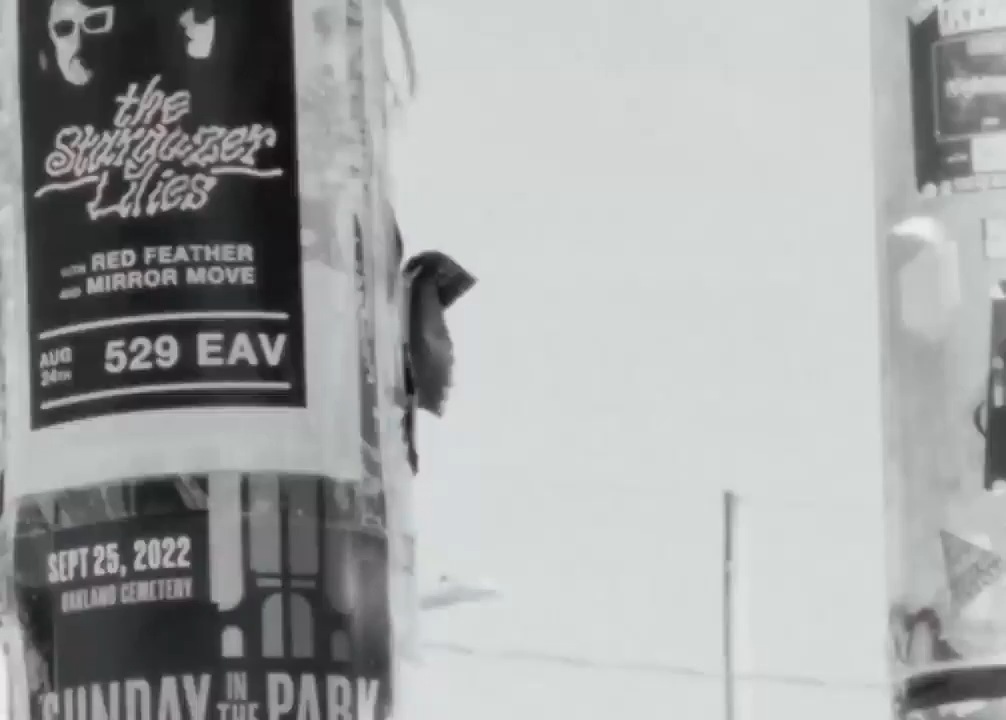 the
Stargazer
Lilies
WITH RED FEATHER
AND MIRROR MOVE
AUG
24TH
529 EAV
SEPT 25, 2022
OAKLAND CEMETERY
SUNDAY IN THE PARK